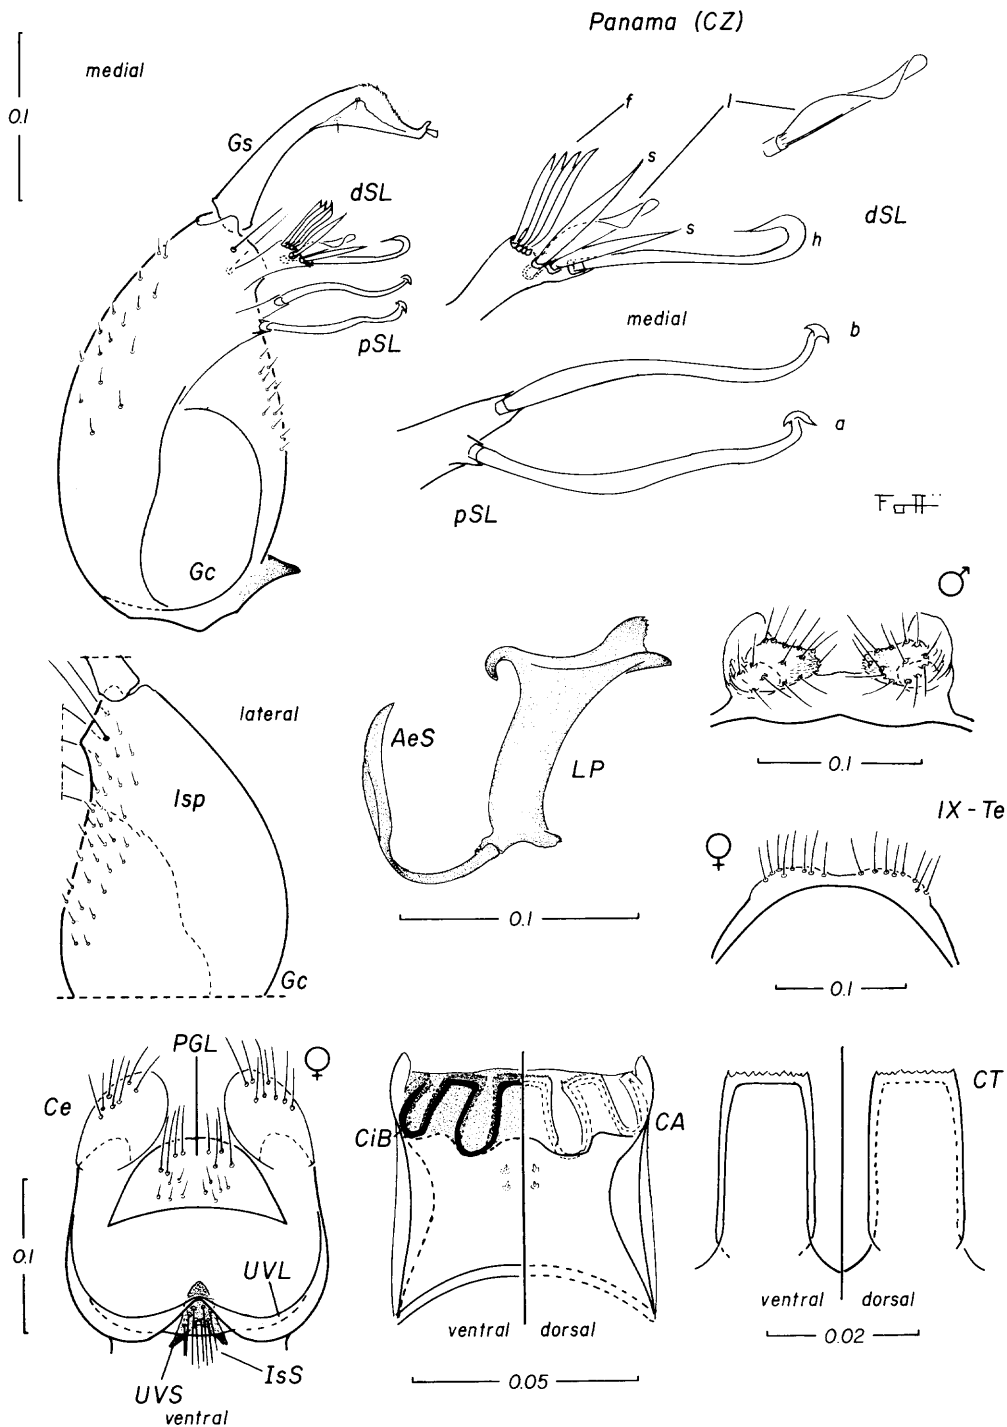 Panama (CZ)
medial
0.1
f
l
Gs
s
dSL
dSL
s
h
medial
b
pSL
a
pSL
Gc
♂
lateral
AeS
LP
Isp
0.1
IX-Te
♀
0.1
Gc
0.1
PGL
♀
Ce
CT
CiB
CA
0.1
UVL
ventral
dorsal
ventral
dorsal
0.02
IsS
UVS
0.05
ventral